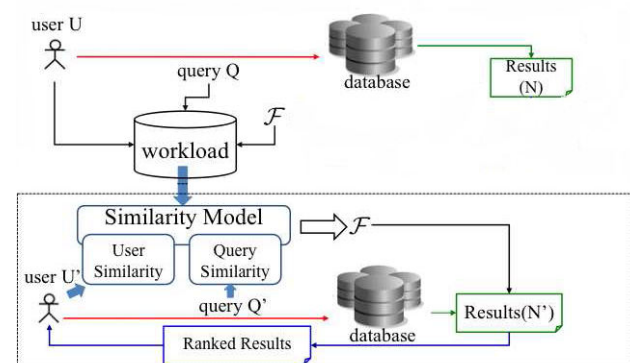 user U
query Q
database
Results
(N)
ℱ
workload
Similarity Model
ℱ
User
Similarity
Query
Similarity
user U'
query Q'
database
Results(N')
Ranked Results